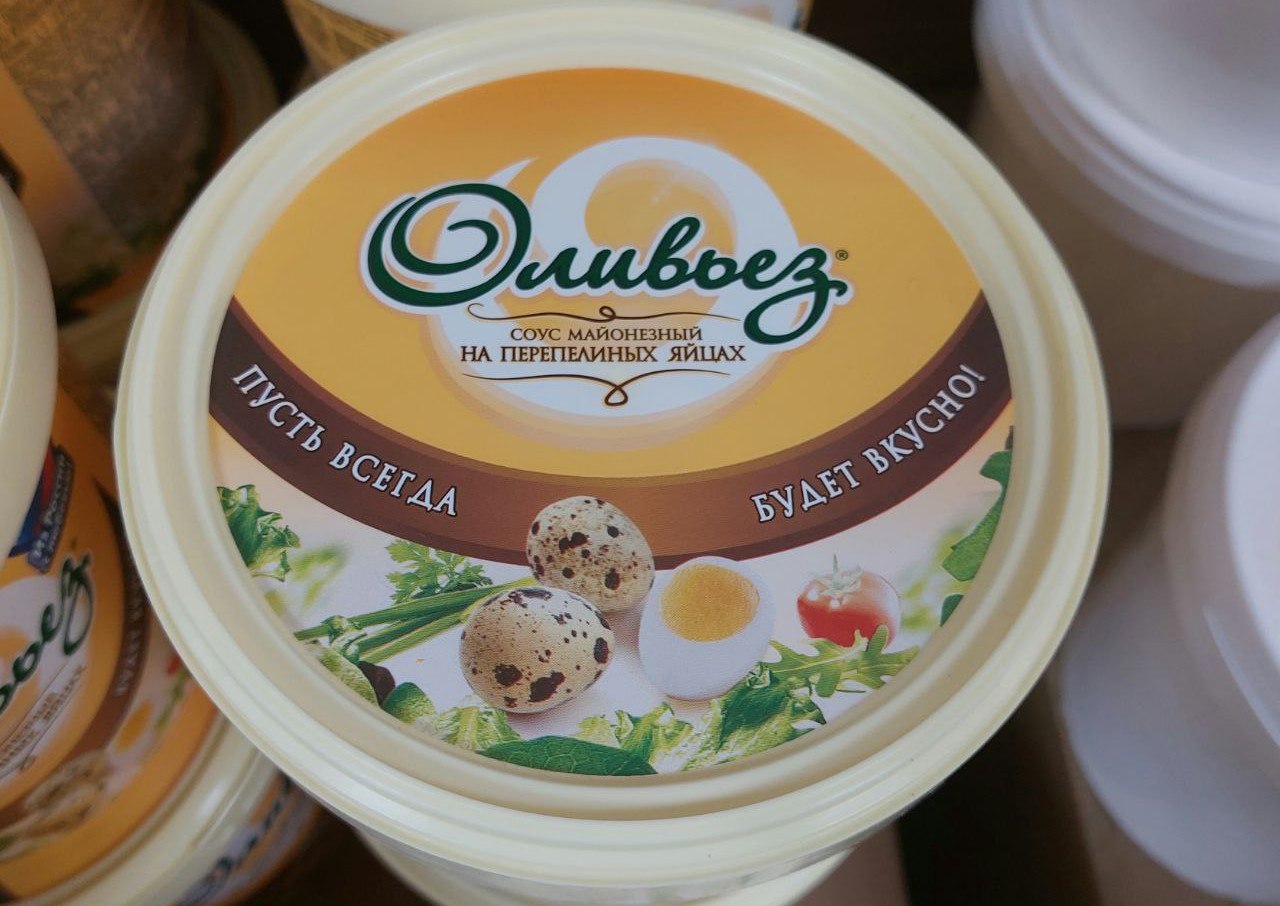 Оливьез®
СОУС МАЙОНЕЗНЫЙ
НА ПЕРЕПЕЛИНЫХ ЯЙЦАХ
ПУСТЬ ВСЕГДА
БУДЕТ ВКУСНО!